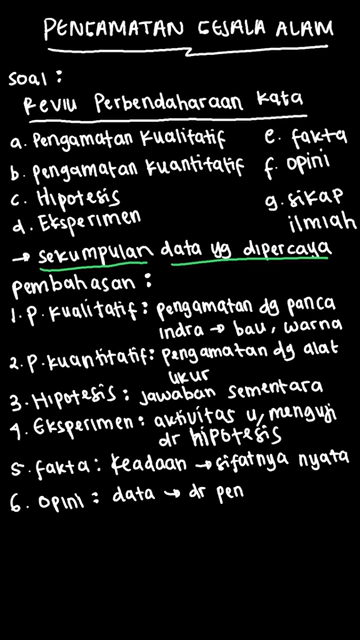 PENGAMATAN GEJALA ALAM
Soal :
Reviu Perbendaharaan Kata
a. Pengamatan Kualitatif
e. fakta
b. Pengamatan Kuantitatif
f. Opini
c. Hipotesis
g. Sikap
d. Eksperimen
ilmiah
→ Sekumpulan data yg dipercaya
Pembahasan :
1. P. Kualitatif : pengamatan dg panca
indra → bau, warna
2. P. Kuantitatif : Pengamatan dg alat
ukur
3. Hipotesis : jawaban sementara
4. Eksperimen : aktivitas u/ menguji
dr hipotesis
5. fakta : Keadaan → sifatnya nyata
6. Opini : data → dr pen